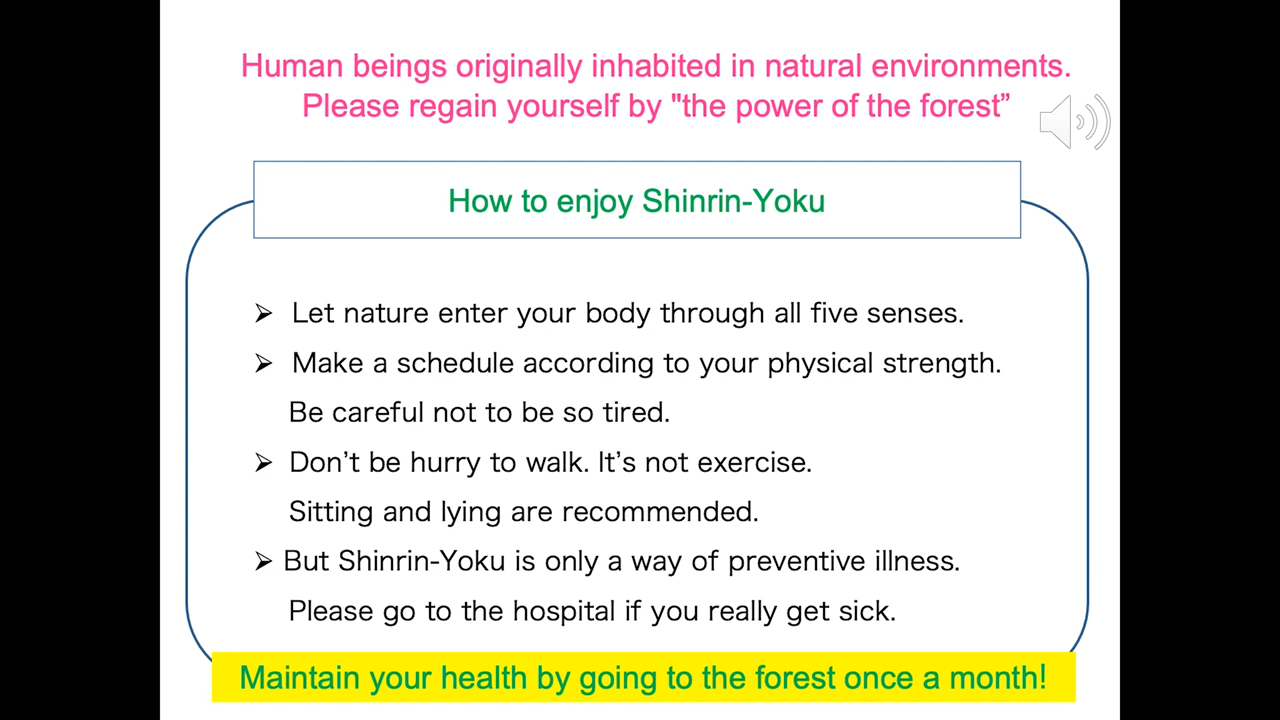 Human beings originally inhabited in natural environments.
Please regain yourself by "the power of the forest”
How to enjoy Shinrin-Yoku
➢ Let nature enter your body through all five senses.
➢ Make a schedule according to your physical strength.
Be careful not to be so tired.
➢ Don’t be hurry to walk. It’s not exercise.
Sitting and lying are recommended.
➢ But Shinrin-Yoku is only a way of preventive illness.
Please go to the hospital if you really get sick.
Maintain your health by going to the forest once a month!